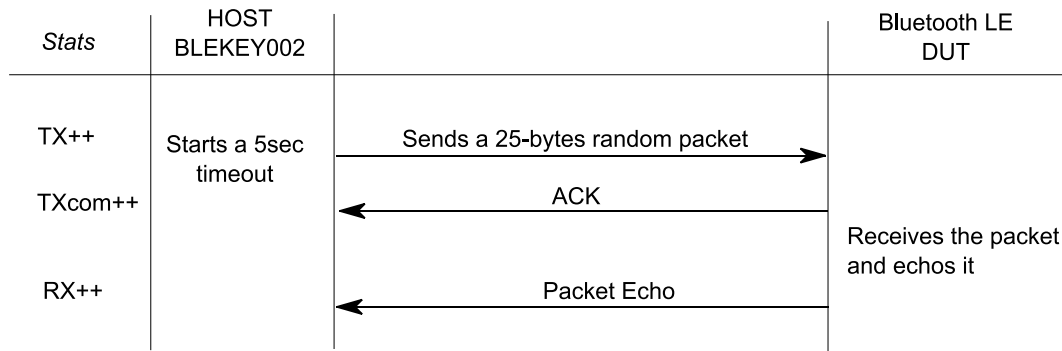 Stats
HOST
BLEKEY002
Bluetooth LE
DUT
TX++
Starts a 5sec
timeout
Sends a 25-bytes random packet
TXcom++
ACK
Receives the packet
and echos it
RX++
Packet Echo